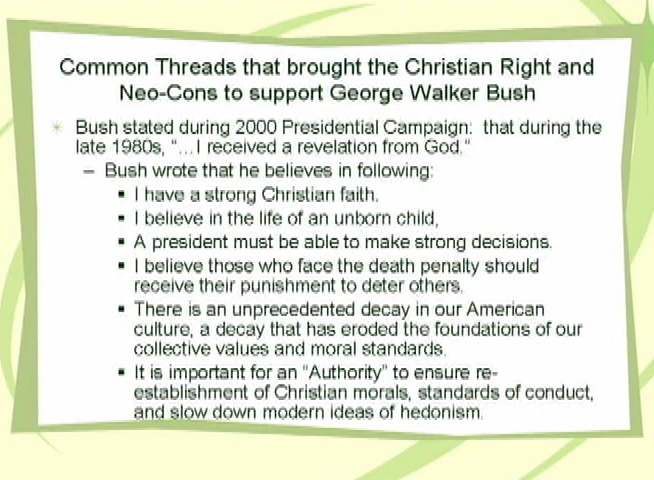 Common Threads that brought the Christian Right and
Neo-Cons to support George Walker Bush
Bush stated during 2000 Presidential Campaign: that during the
late 1980s, "…I received a revelation from God."
– Bush wrote that he believes in following:
▪ I have a strong Christian faith.
▪ I believe in the life of an unborn child,
▪ A president must be able to make strong decisions.
▪ I believe those who face the death penalty should
receive their punishment to deter others.
▪ There is an unprecedented decay in our American
culture, a decay that has eroded the foundations of our
collective values and moral standards.
▪ It is important for an "Authority" to ensure re-
establishment of Christian morals, standards of conduct,
and slow down modern ideas of hedonism.